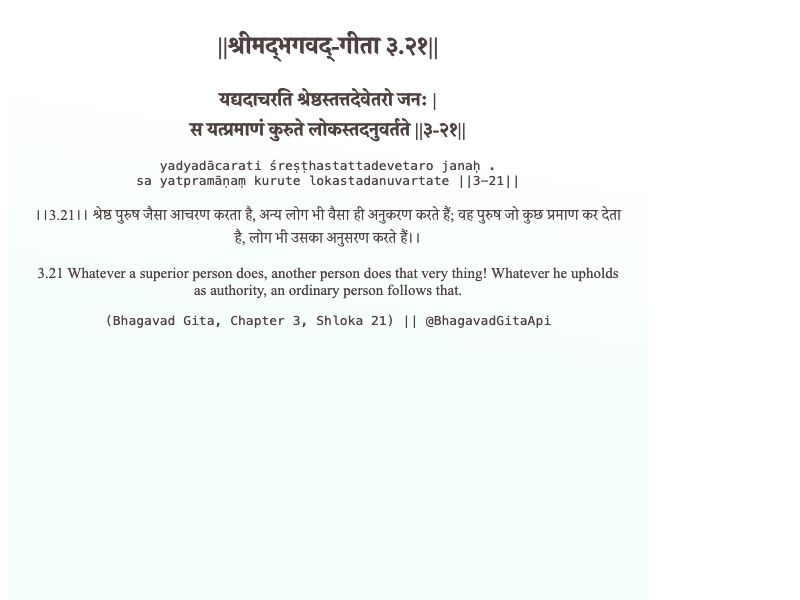 ||श्रीमद्‍भगवद्‍-गीता ३.२१||
यद्यदाचरति श्रेष्ठस्तत्तदेवेतरो जनः |
स यत्प्रमाणं कुरुते लोकस्तदनुवर्तते ||३-२१||
yadyadācarati śreṣṭhastattadevetaro janaḥ .
sa yatpramāṇaṃ kurute lokastadanuvartate ||3-21||
।।3.21।। श्रेष्ठ पुरुष जैसा आचरण करता है, अन्य लोग भी वैसा ही अनुकरण करते हैं; वह पुरुष जो कुछ प्रमाण कर देता
है, लोग भी उसका अनुसरण करते हैं।।
3.21 Whatever a superior person does, another person does that very thing! Whatever he upholds
as authority, an ordinary person follows that.
(Bhagavad Gita, Chapter 3, Shloka 21) || @BhagavadGitaApi